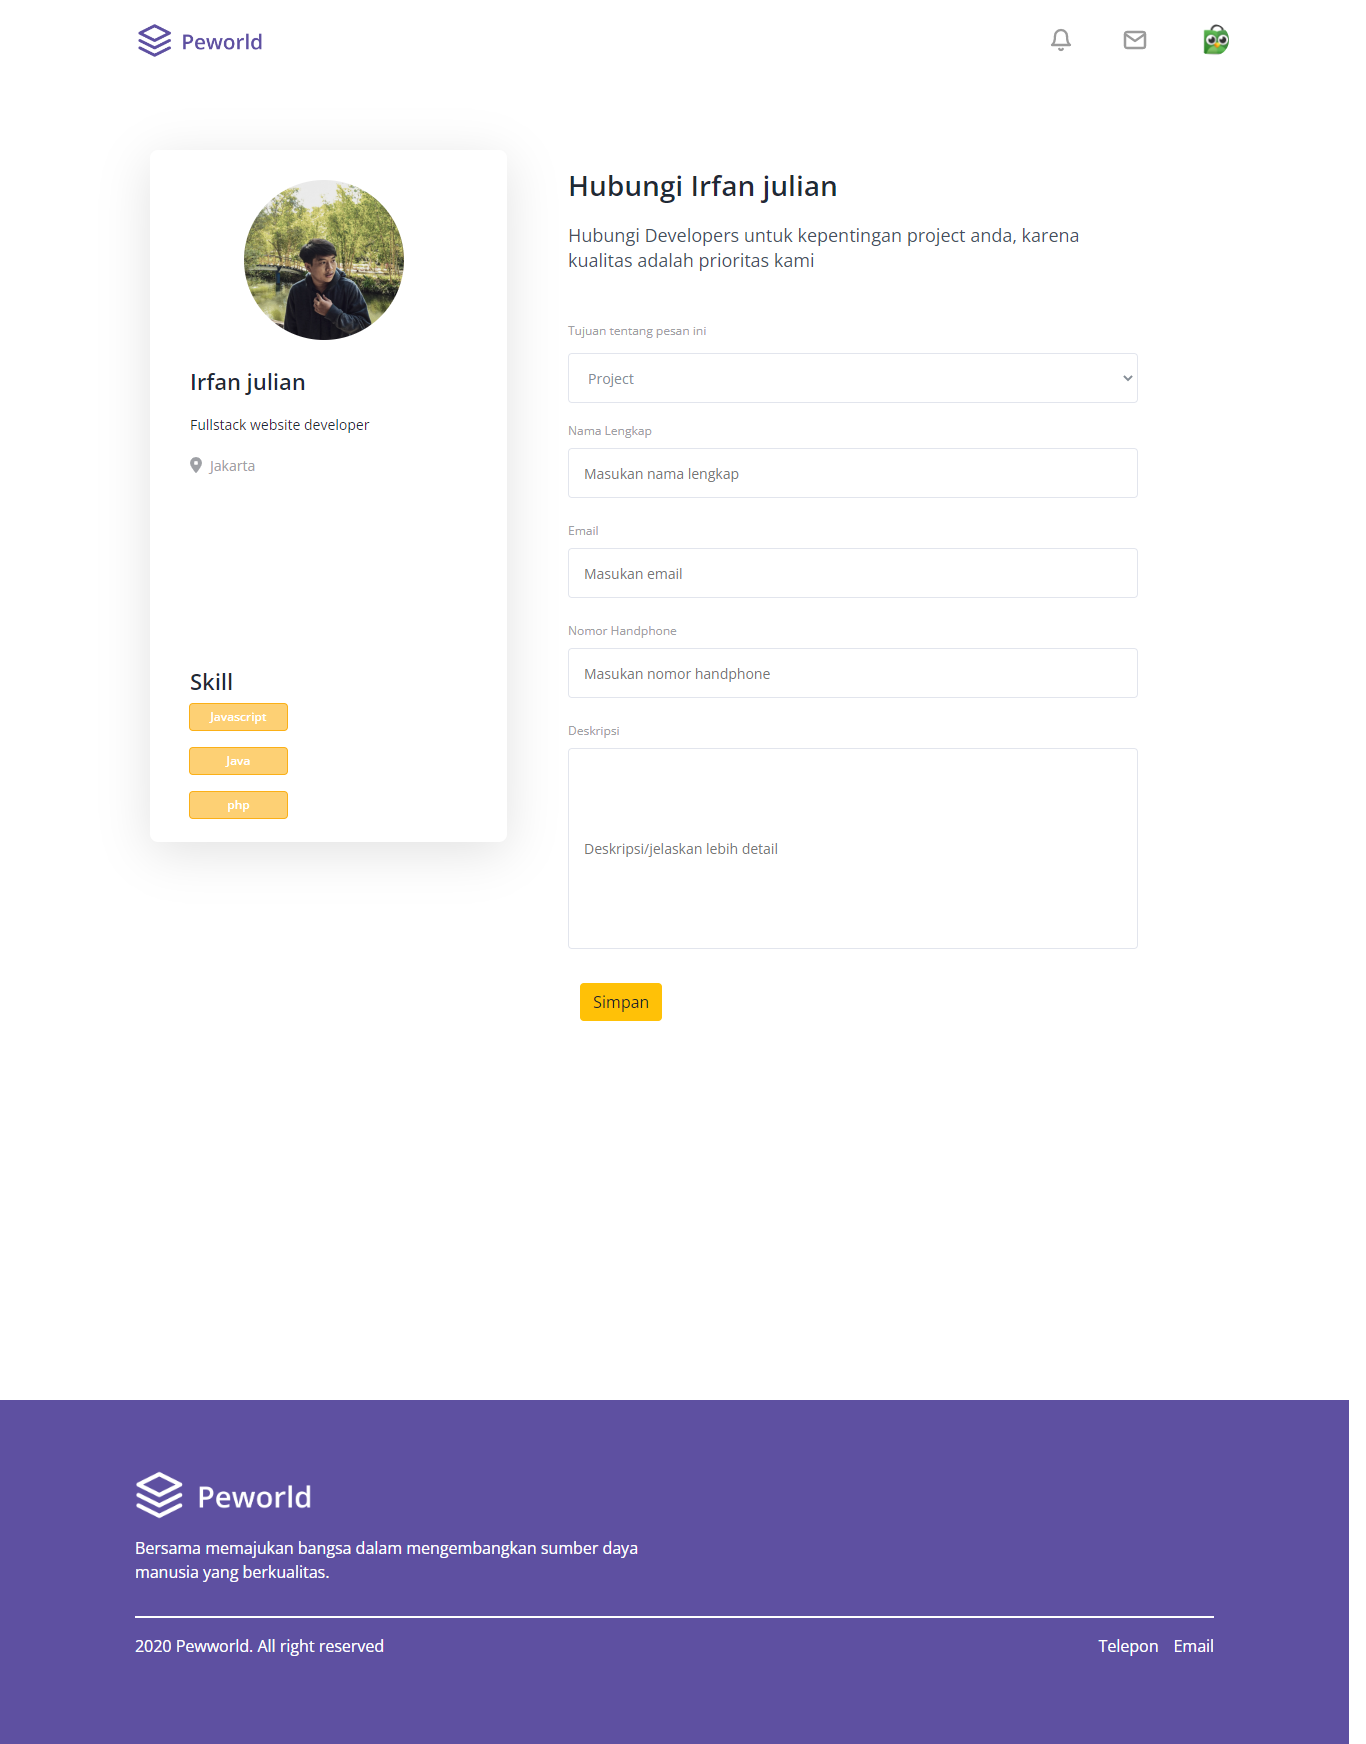 Peworld
Irfan julian
Fullstack website developer
Jakarta
Skill
Javascript
Java
php
Hubungi Irfan julian
Hubungi Developers untuk kepentingan project anda, karena
kualitas adalah prioritas kami
Tujuan tentang pesan ini
Project
Nama Lengkap
Masukan nama lengkap
Email
Masukan email
Nomor Handphone
Masukan nomor handphone
Deskripsi
Deskripsi/jelaskan lebih detail
Simpan
Peworld
Bersama memajukan bangsa dalam mengembangkan sumber daya
manusia yang berkualitas.
2020 Pewworld. All right reserved
Telepon Email